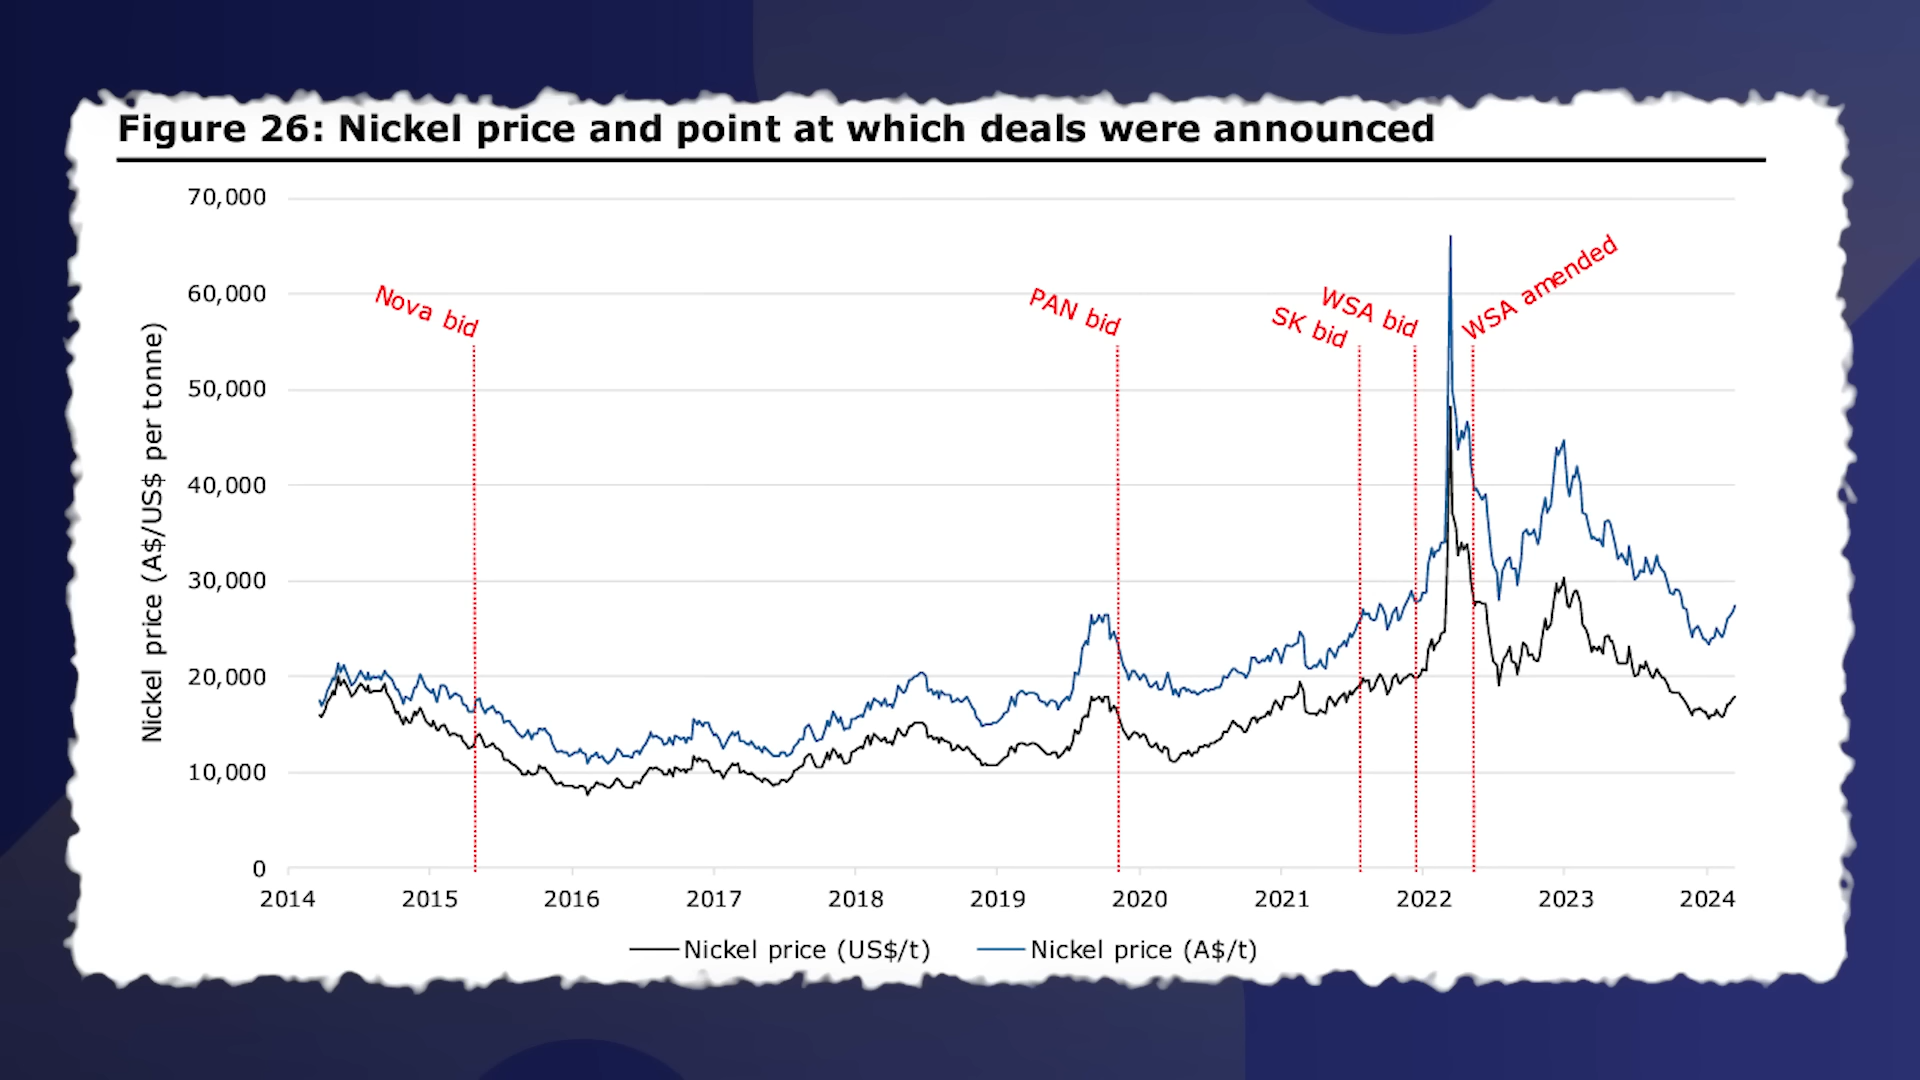 Figure 26: Nickel price and point at which deals were announced
Nickel price (A$/US$ per tonne)
70,000
60,000
50,000
40,000
30,000
20,000
10,000
0
Nova bid
PAN bid
SK bid
WSA bid
WSA amended
2014 2015 2016 2017 2018 2019 2020 2021 2022 2023 2024
Nickel price (US$/t) Nickel price (A$/t)